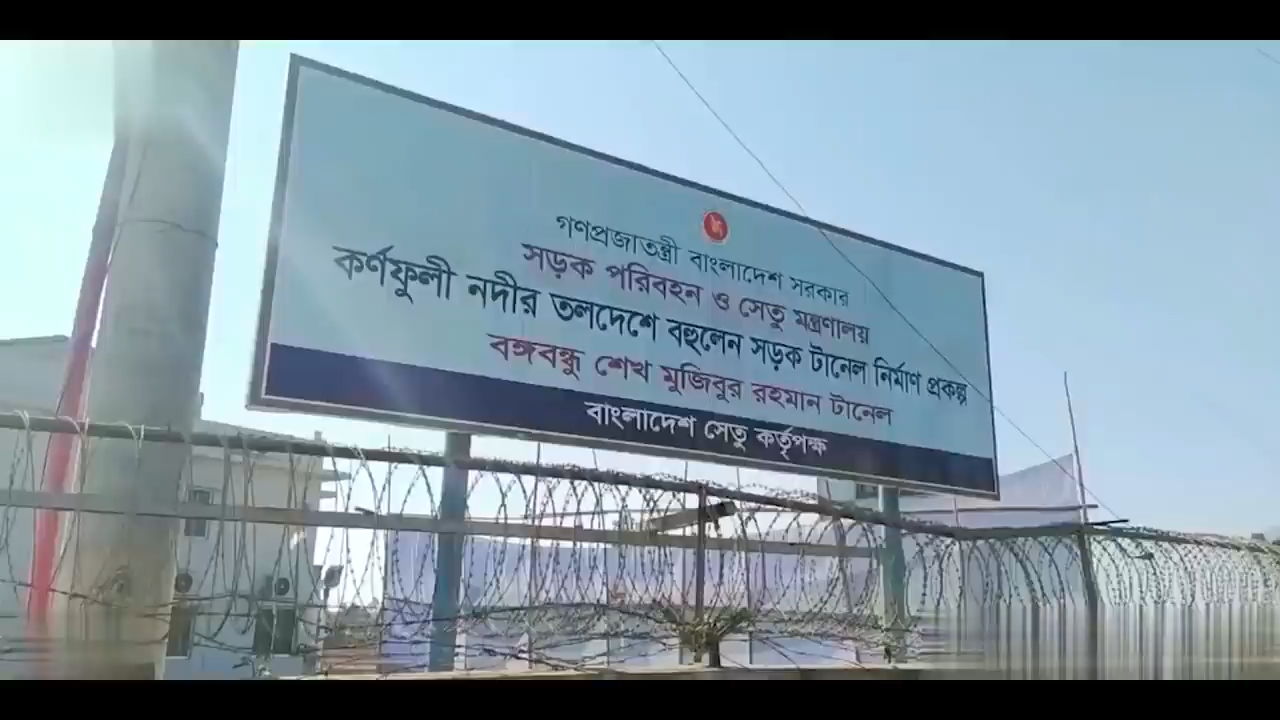 গণপ্রজাতন্ত্রী বাংলাদেশ সরকার
সড়ক পরিবহন ও সেতু মন্ত্রণালয়
কর্ণফুলী নদীর তলদেশে বহুলেন সড়ক টানেল নির্মাণ প্রকল্প
বঙ্গবন্ধু শেখ মুজিবুর রহমান টানেল
বাংলাদেশ সেতু কর্তৃপক্ষ